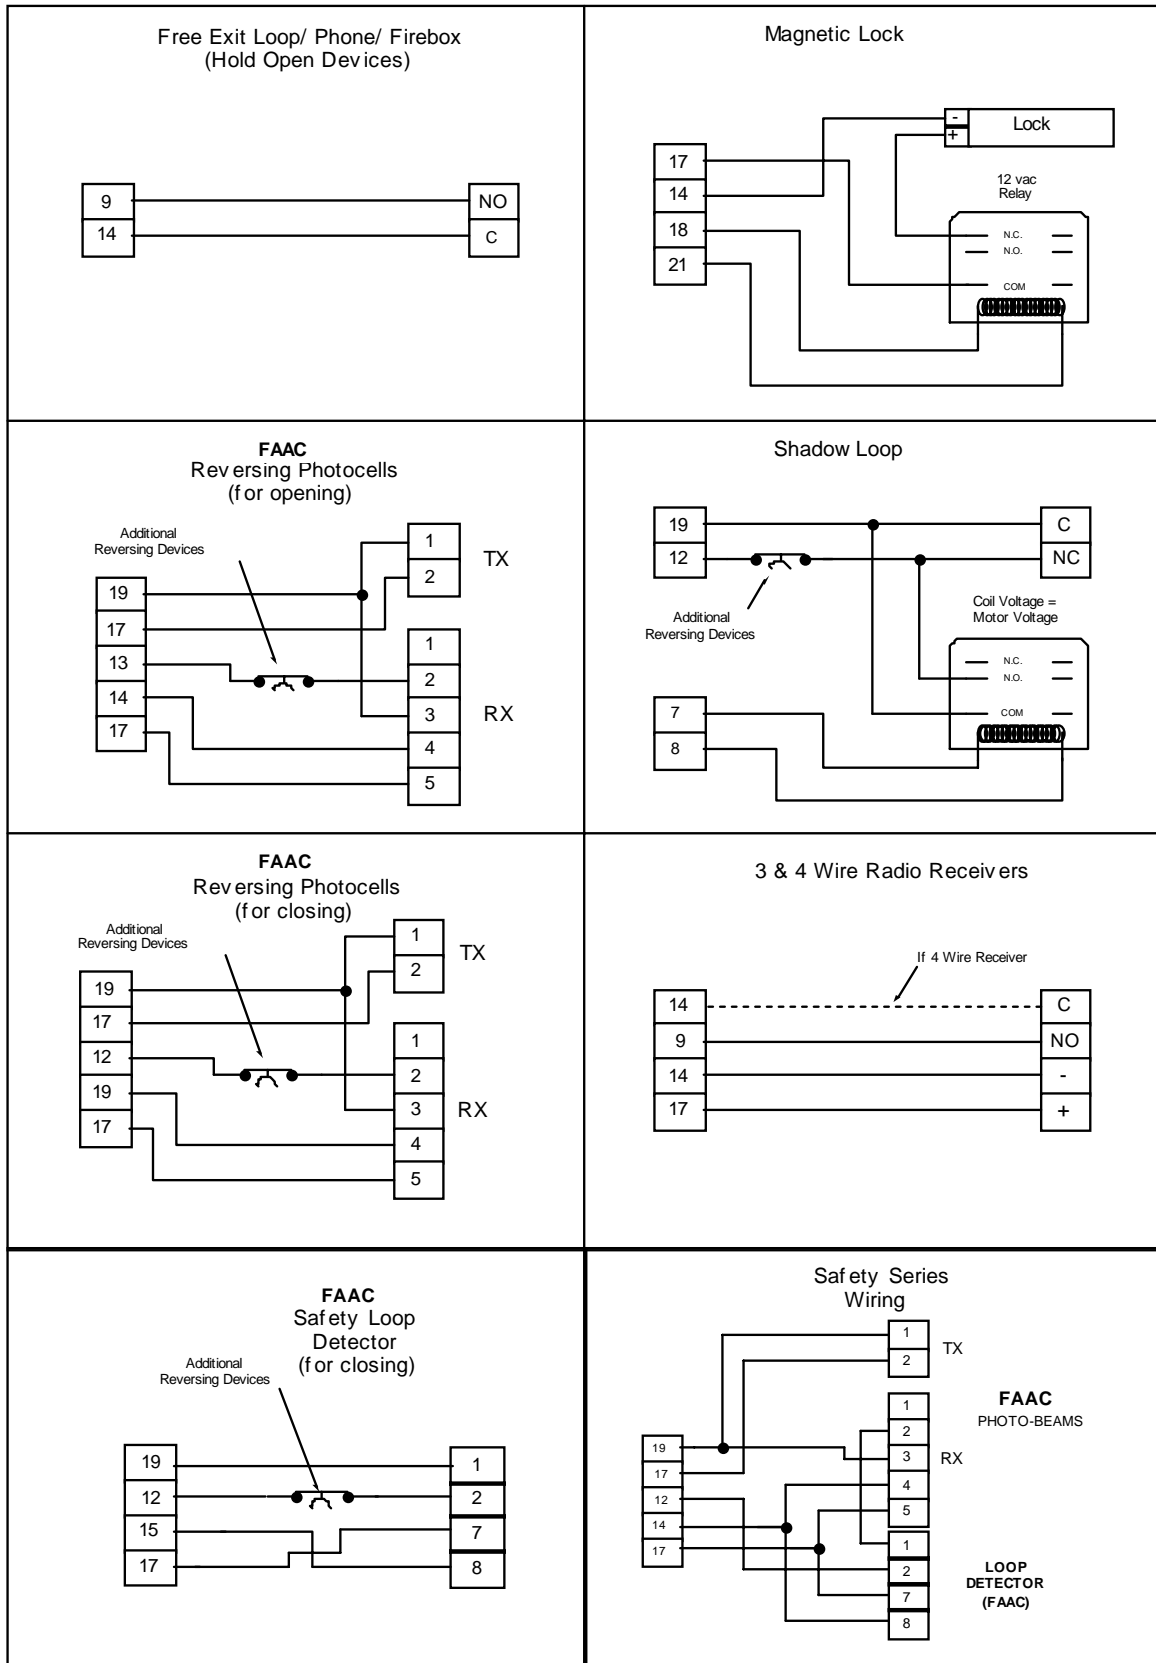 Free Exit Loop/ Phone/ Firebox
(Hold Open Devices)
9
14
NO
C
Magnetic Lock
-
+
Lock
17
14
18
21
12 vac
Relay
N.C.
N.O.
COM
FAAC
Reversing Photocells
(for opening)
Additional
Reversing Devices
19
17
13
14
17
1
2
TX
1
2
3
4
5
RX
Shadow Loop
19
12
C
NC
Additional
Reversing Devices
Coil Voltage =
Motor Voltage
N.C.
N.O.
COM
7
8
FAAC
Reversing Photocells
(for closing)
Additional
Reversing Devices
19
17
12
19
17
1
2
TX
1
2
3
4
5
RX
3 & 4 Wire Radio Receivers
If 4 Wire Receiver
14
9
14
17
C
NO
-
+
FAAC
Safety Loop
Detector
(for closing)
Additional
Reversing Devices
19
12
15
17
1
2
7
8
Safety Series
Wiring
1
2
TX
FAAC
PHOTO-BEAMS
1
2
3
4
5
RX
19
17
12
14
17
1
2
7
8
LOOP
DETECTOR
(FAAC)